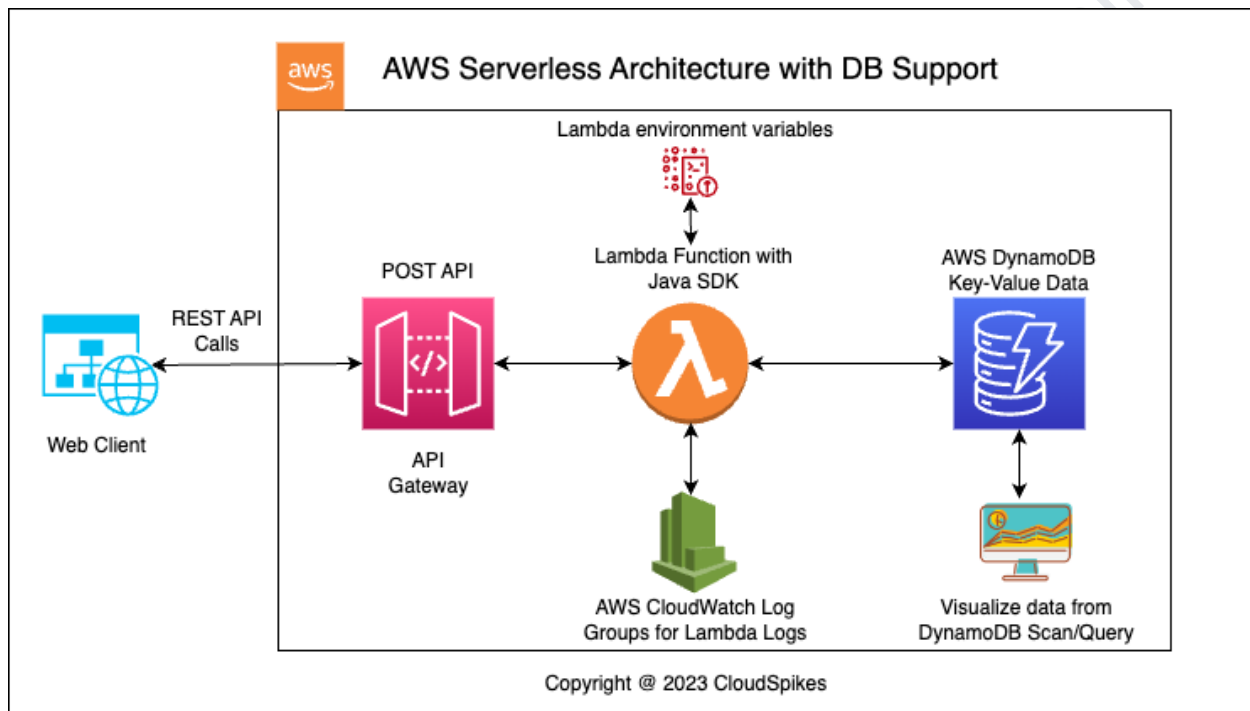 aws
AWS Serverless Architecture with DB Support
Lambda environment variables
Lambda Function with
Java SDK
POST API
AWS DynamoDB
Key-Value Data
REST API
Calls
</>
Web Client
API
Gateway
AWS CloudWatch Log
Groups for Lambda Logs
Visualize data from
DynamoDB Scan/Query
Copyright @ 2023 CloudSpikes